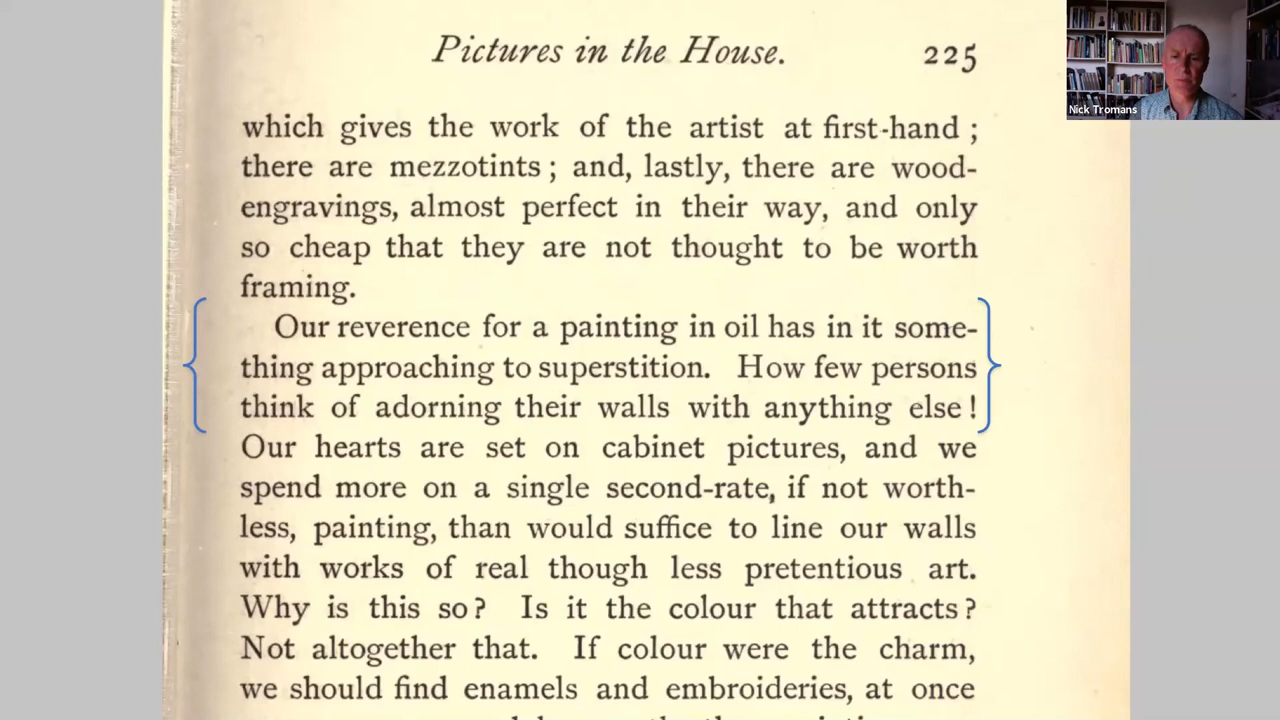 Pictures in the House. 225
Nick Tromans
which gives the work of the artist at first-hand ;
there are mezzotints ; and, lastly, there are wood-
engravings, almost perfect in their way, and only
so cheap that they are not thought to be worth
framing.
Our reverence for a painting in oil has in it some-
thing approaching to superstition. How few persons
think of adorning their walls with anything else !
Our hearts are set on cabinet pictures, and we
spend more on a single second-rate, if not worth-
less, painting, than would suffice to line our walls
with works of real though less pretentious art.
Why is this so ? Is it the colour that attracts ?
Not altogether that. If colour were the charm,
we should find enamels and embroideries, at once